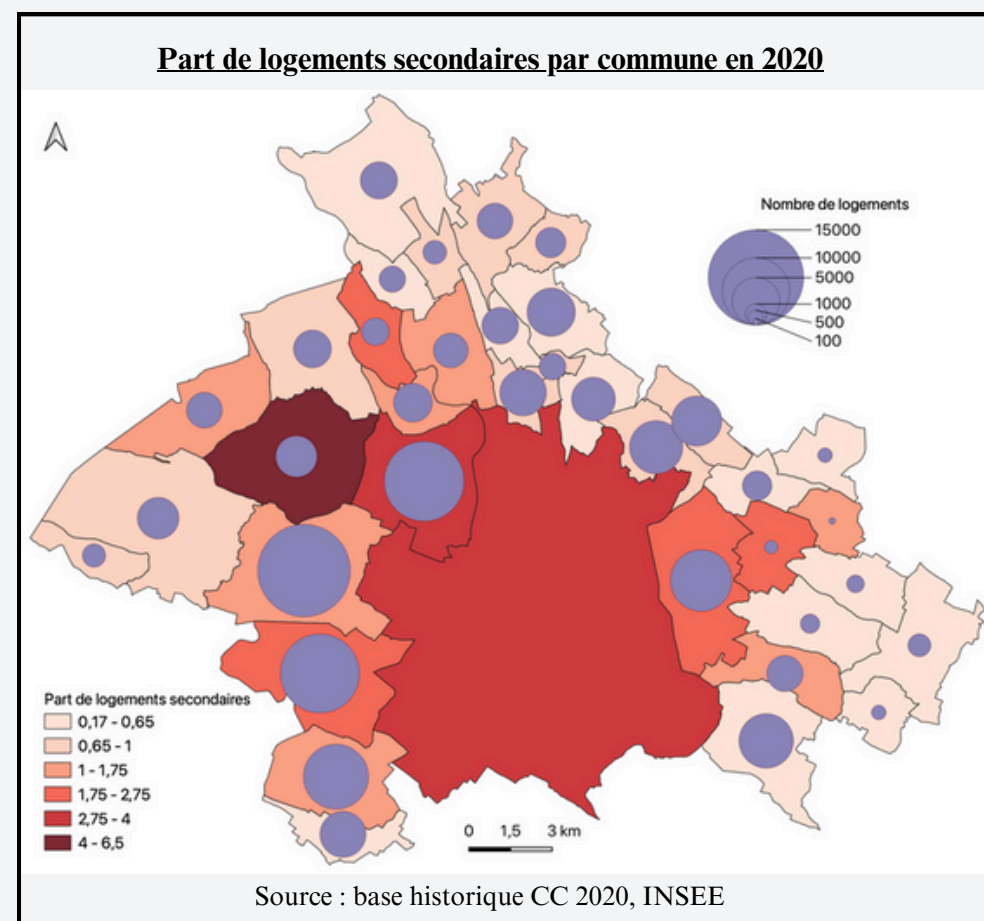 Part de logements secondaires par commune en 2020
Nombre de logements
15000
10000
5000
1000
500
100
Part de logements secondaires
0,17 - 0,65
0,65 - 1
1 - 1,75
1,75 - 2,75
2,75 - 4
4 - 6,5
0 1,5 3 km
Source : base historique CC 2020, INSEE